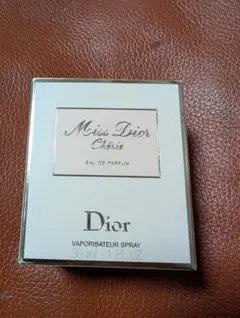 Miss Dior
Chérie
EAU DE PARFUM
Dior
VAPORISATEUR SPRAY
30 ml - 1 FL. OZ